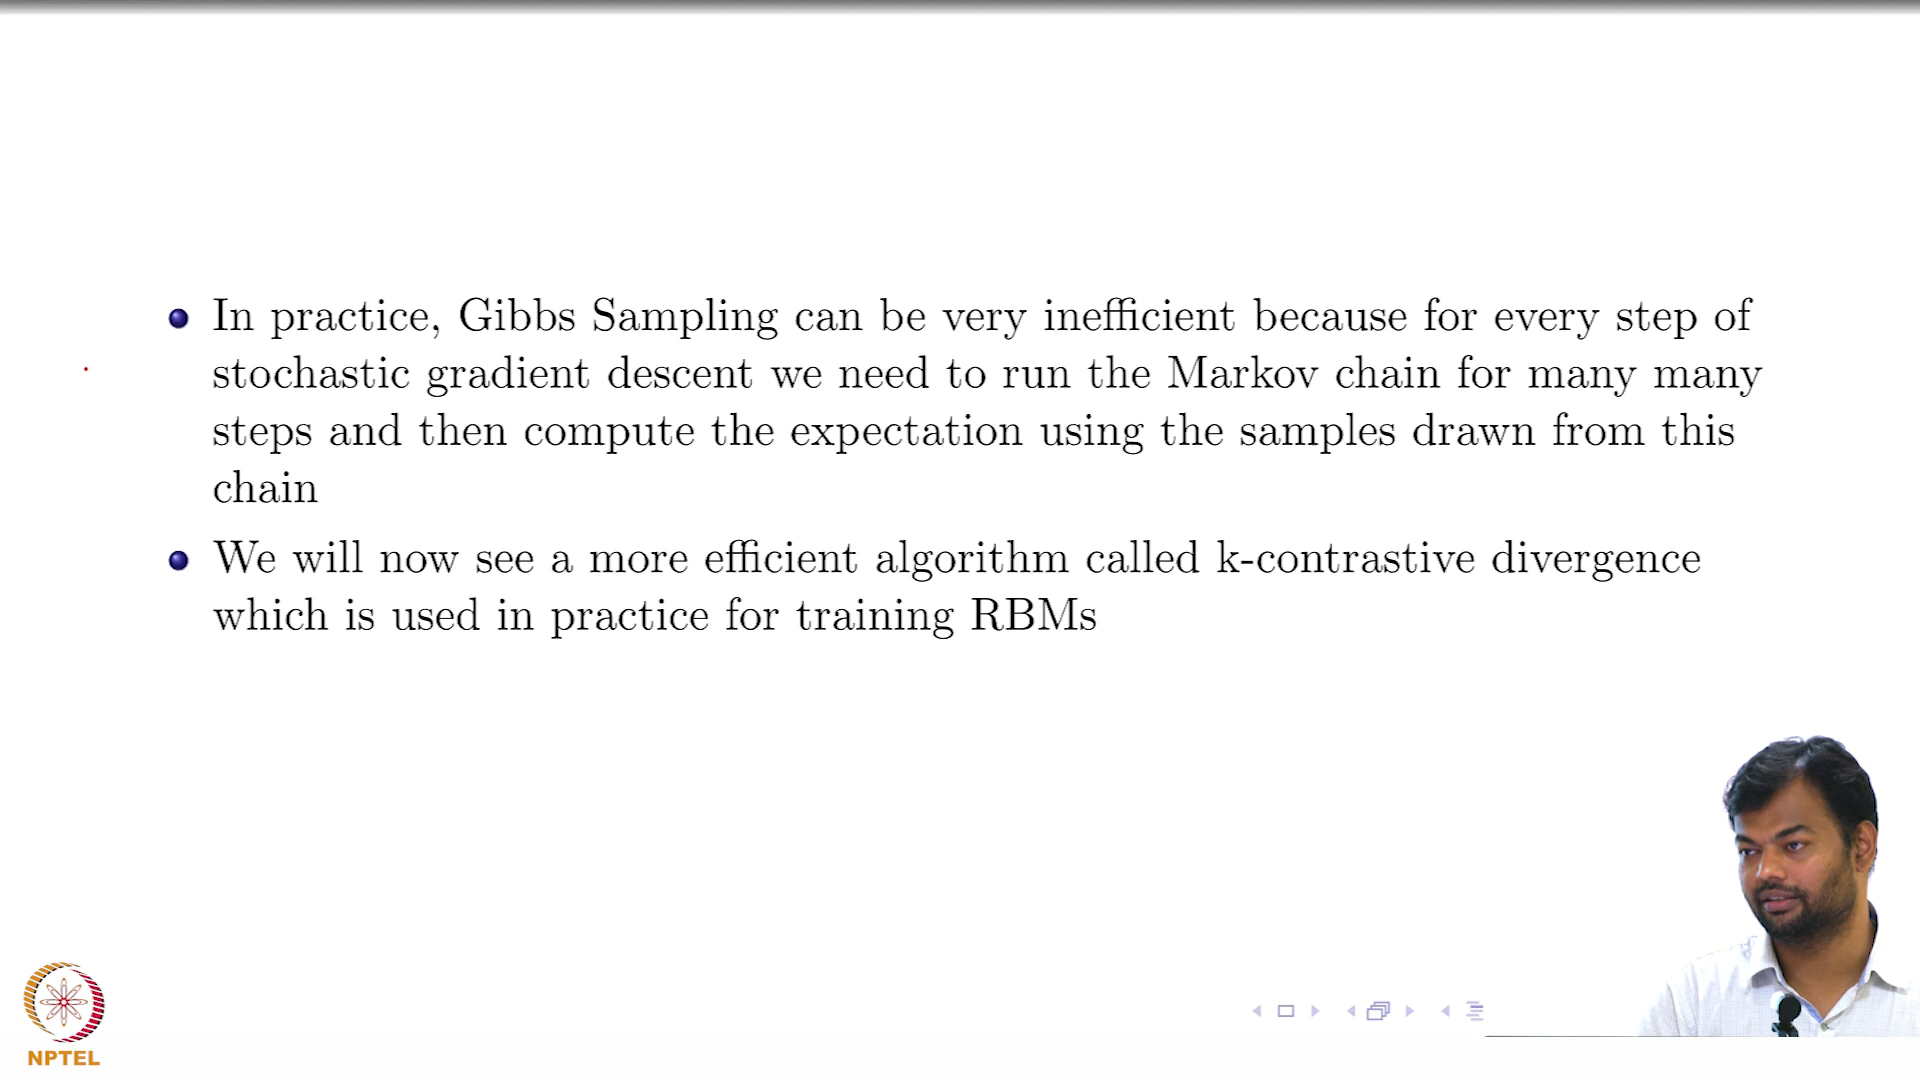 In practice, Gibbs Sampling can be very inefficient because for every step of
stochastic gradient descent we need to run the Markov chain for many many
steps and then compute the expectation using the samples drawn from this
chain
We will now see a more efficient algorithm called k-contrastive divergence
which is used in practice for training RBMs
NPTEL